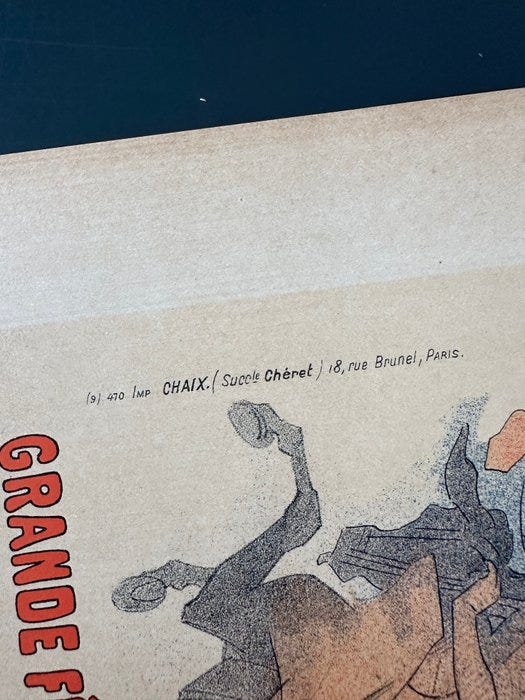 (9) 470 IMP CHAIX. (Succle Chéret) 18, rue Brunel, PARIS.
GRANDE